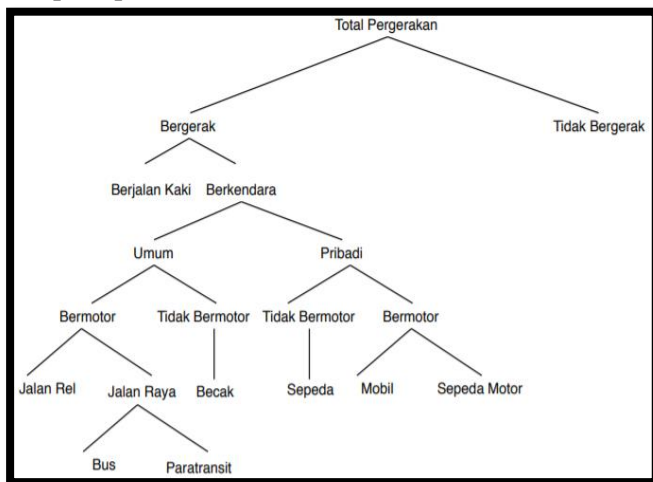 Total Pergerakan
Bergerak Tidak Bergerak
Berjalan Kaki Berkendara
Umum Pribadi
Bermotor Tidak Bermotor Tidak Bermotor Bermotor
Jalan Rel Jalan Raya Becak Sepeda Mobil Sepeda Motor
Bus Paratransit